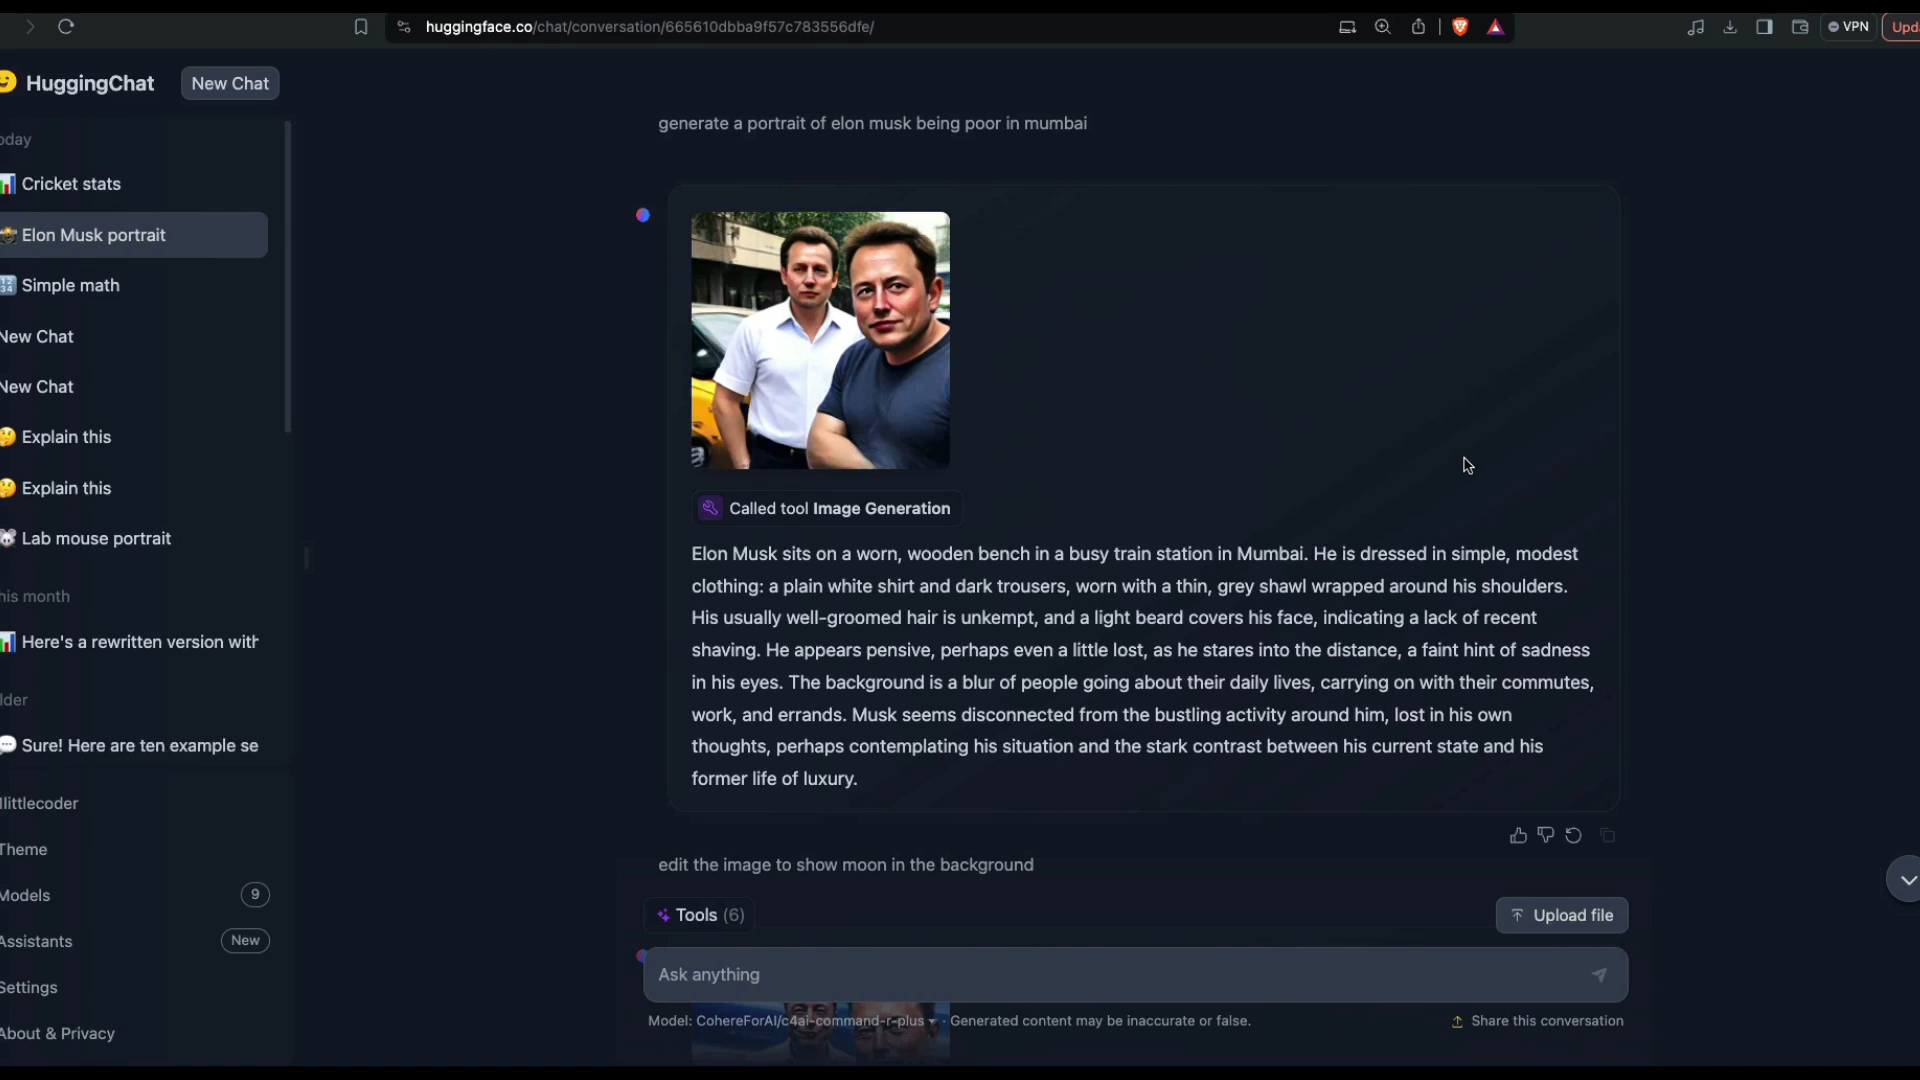 huggingface.co/chat/conversation/665610dbba9f57c783556dfe/
VPN
Upda
HuggingChat
New Chat
oday
Cricket stats
Elon Musk portrait
Simple math
New Chat
New Chat
Explain this
Explain this
Lab mouse portrait
his month
Here's a rewritten version with
lder
Sure! Here are ten example se
1littlecoder
Theme
Models
9
Assistants
New
Settings
About & Privacy
generate a portrait of elon musk being poor in mumbai
Called tool Image Generation
Elon Musk sits on a worn, wooden bench in a busy train station in Mumbai. He is dressed in simple, modest
clothing: a plain white shirt and dark trousers, worn with a thin, grey shawl wrapped around his shoulders.
His usually well-groomed hair is unkempt, and a light beard covers his face, indicating a lack of recent
shaving. He appears pensive, perhaps even a little lost, as he stares into the distance, a faint hint of sadness
in his eyes. The background is a blur of people going about their daily lives, carrying on with their commutes,
work, and errands. Musk seems disconnected from the bustling activity around him, lost in his own
thoughts, perhaps contemplating his situation and the stark contrast between his current state and his
former life of luxury.
edit the image to show moon in the background
Tools (6)
Upload file
Ask anything
Model: CohereForAI/c4ai-command-r-plus · Generated content may be inaccurate or false.
Share this conversation